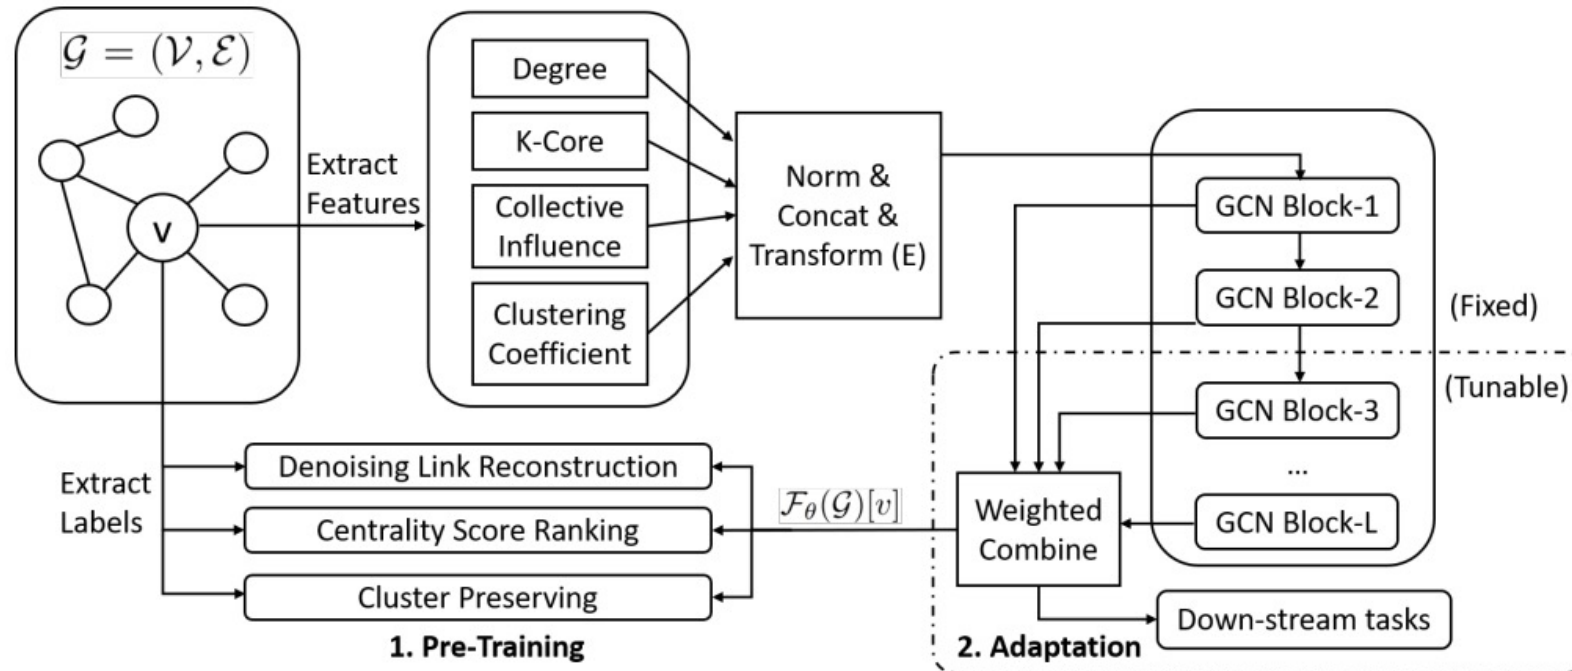 𝒢 = (𝒱, ℰ)
v
Extract
Features
Degree
K-Core
Collective
Influence
Clustering
Coefficient
Norm &
Concat &
Transform (E)
GCN Block-1
GCN Block-2
(Fixed)
(Tunable)
GCN Block-3
...
GCN Block-L
Weighted
Combine
ℱ_θ(𝒢)[v]
Extract
Labels
Denoising Link Reconstruction
Centrality Score Ranking
Cluster Preserving
1. Pre-Training
2. Adaptation
Down-stream tasks